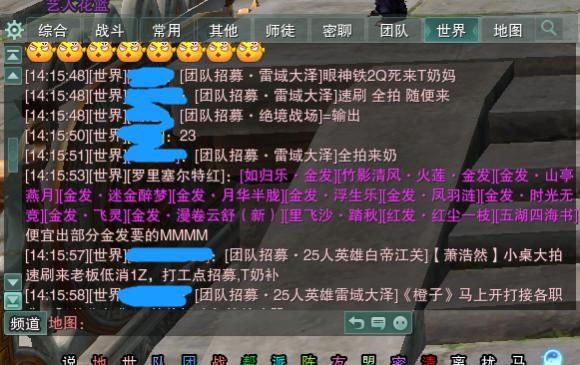 艺人花篮
综合 战斗 常用 其他 师徒 密聊 团队 世界 地图
[14:15:48][世界] [团队招募·雷域大泽]眼神铁2Q死来T奶妈
[14:15:48][世界] [团队招募·雷域大泽]速刷 全拍 随便来
[14:15:48][世界] [团队招募·绝境战场]=输出
[14:15:50][世界] : 23
[14:15:51][世界] [团队招募·雷域大泽]全拍来奶
[14:15:53][世界][罗里塞尔特红]: [如归乐·金发][竹影清风·火莲·金发][金发·山亭
燕月][金发·迷金醉梦][金发·月华半胧][金发·浮生乐][金发·凤羽涟][金发·时光无
竞][金发·飞灵][金发·漫卷云舒（新）][里飞沙·踏秋][红发·红尘一枝][五湖四海书]
便宜出部分金发要的MMMM
[14:15:57][世界] : [团队招募·25人英雄白帝江关]【萧浩然】小桌大拍
速刷来老板低消1Z，打工点招募,T奶补
[14:15:58][世界] [团队招募·25人英雄雷域大泽]《橙子》马上开打接各职
频道 地图：
说 地 世 队 团 战 帮 派 阵 友 盟 密 清 离 扰 马